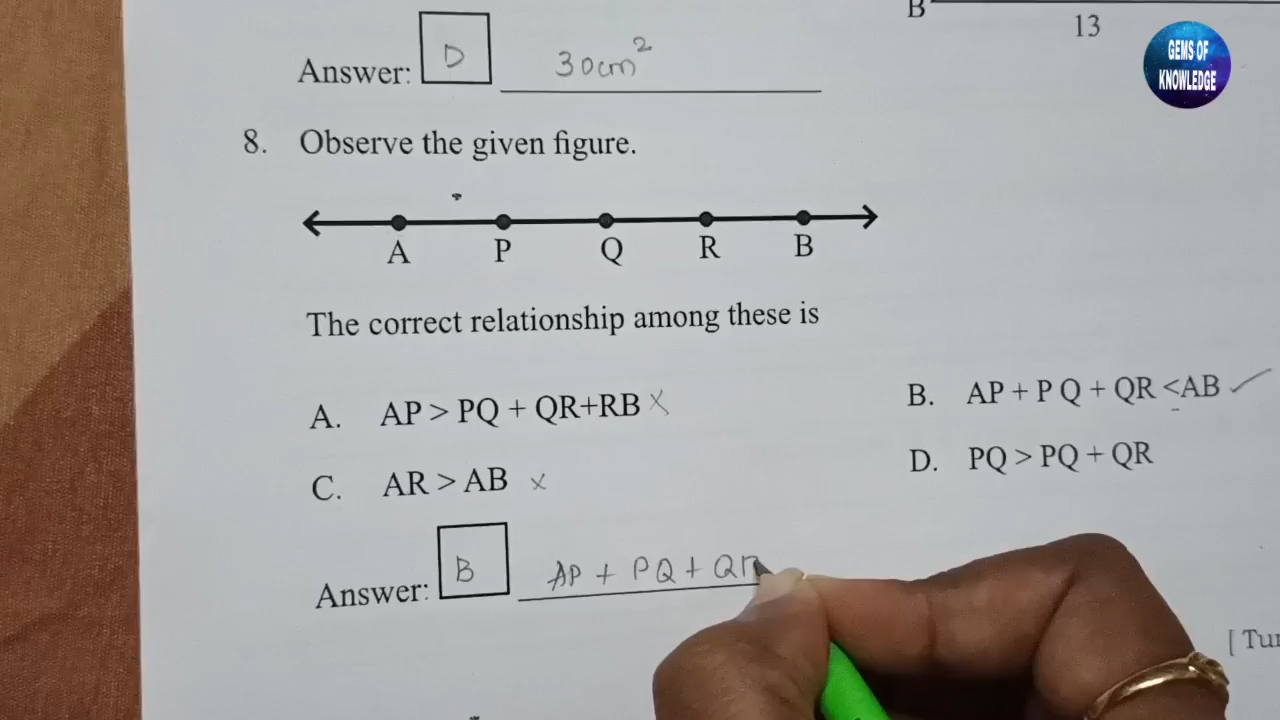 B
13
GEMS OF
KNOWLEDGE
Answer: D 30cm²
8. Observe the given figure.
A P Q R B
The correct relationship among these is
A. AP > PQ + QR+RB ×
B. AP + P Q + QR <AB ✓
C. AR > AB ×
D. PQ > PQ + QR
Answer: B AP + PQ + QR
[ Tur